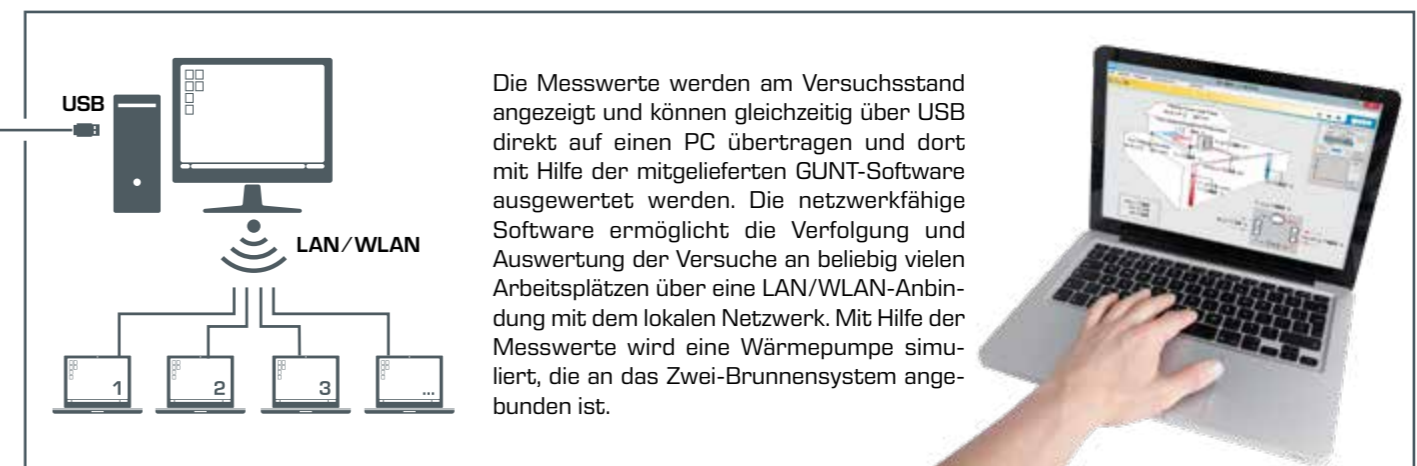 USB
LAN/WLAN
1
2
3
...
Die Messwerte werden am Versuchsstand
angezeigt und können gleichzeitig über USB
direkt auf einen PC übertragen und dort
mit Hilfe der mitgelieferten GUNT-Software
ausgewertet werden. Die netzwerkfähige
Software ermöglicht die Verfolgung und
Auswertung der Versuche an beliebig vielen
Arbeitsplätzen über eine LAN/WLAN-Anbin-
dung mit dem lokalen Netzwerk. Mit Hilfe der
Messwerte wird eine Wärmepumpe simu-
liert, die an das Zwei-Brunnensystem ange-
bunden ist.